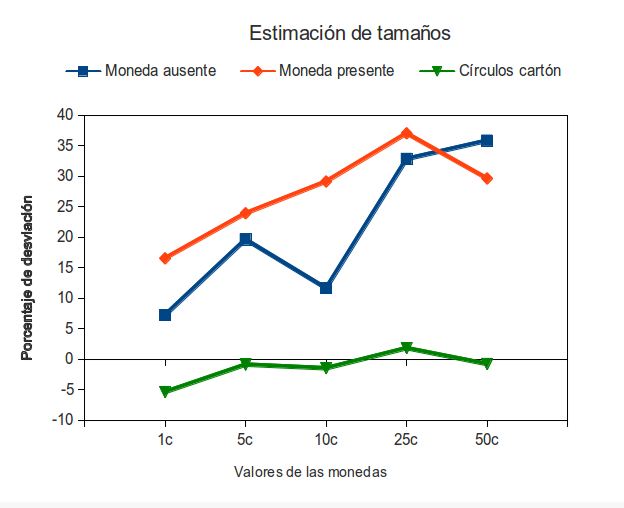 Estimación de tamaños
Moneda ausente Moneda presente Círculos cartón
40
35
30
25
20
15
10
5
0
-5
-10
Porcentaje de desviación
1c 5c 10c 25c 50c
Valores de las monedas